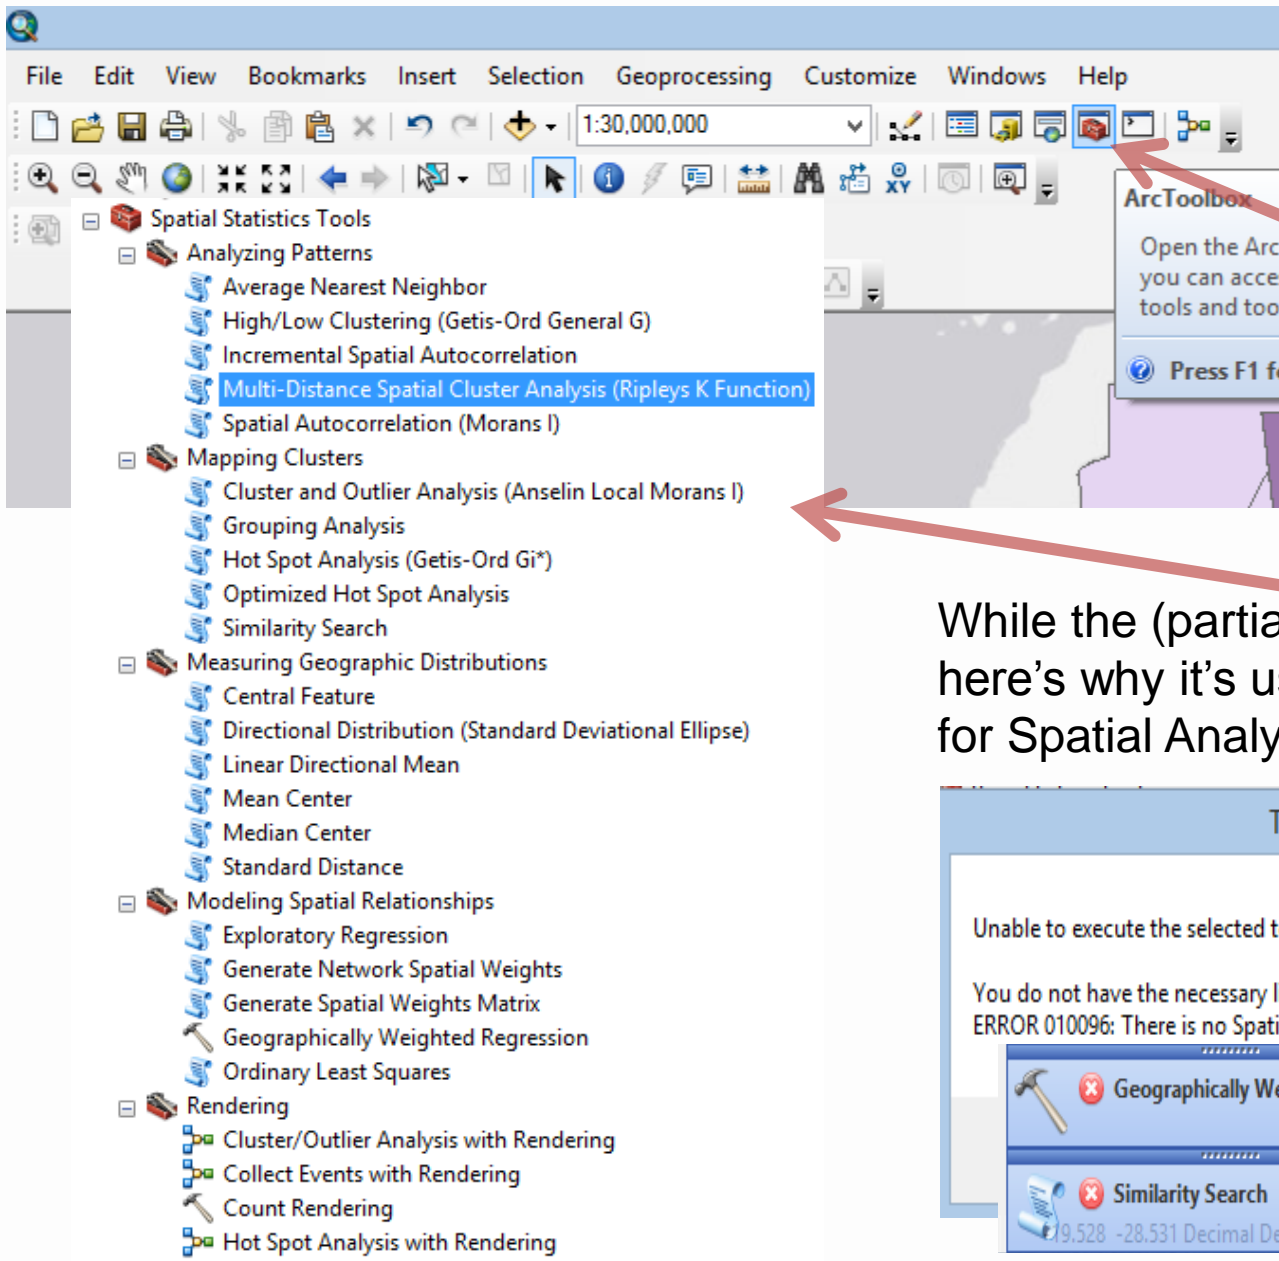 File Edit View Bookmarks Insert Selection Geoprocessing Customize Windows Help
1:30,000,000
XY
ArcToolbox
Open the Arc
you can acce
tools and too
Press F1 f
Spatial Statistics Tools
Analyzing Patterns
Average Nearest Neighbor
High/Low Clustering (Getis-Ord General G)
Incremental Spatial Autocorrelation
Multi-Distance Spatial Cluster Analysis (Ripleys K Function)
Spatial Autocorrelation (Morans I)
Mapping Clusters
Cluster and Outlier Analysis (Anselin Local Morans I)
Grouping Analysis
Hot Spot Analysis (Getis-Ord Gi*)
Optimized Hot Spot Analysis
Similarity Search
Measuring Geographic Distributions
Central Feature
Directional Distribution (Standard Deviational Ellipse)
Linear Directional Mean
Mean Center
Median Center
Standard Distance
Modeling Spatial Relationships
Exploratory Regression
Generate Network Spatial Weights
Generate Spatial Weights Matrix
Geographically Weighted Regression
Ordinary Least Squares
Rendering
Cluster/Outlier Analysis with Rendering
Collect Events with Rendering
Count Rendering
Hot Spot Analysis with Rendering
While the (partia
here's why it's u
for Spatial Analy
T
Unable to execute the selected t
You do not have the necessary l
ERROR 010096: There is no Spati
Geographically We
Similarity Search
9.528 -28.531 Decimal De